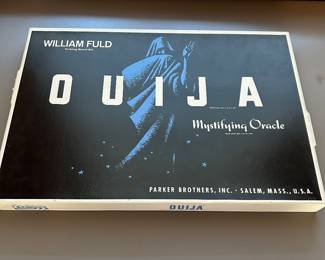 WILLIAM FULD
OUIJA
Mystifying Oracle
PARKER BROTHERS, INC. · SALEM, MASS., U.S.A.
OUIJA